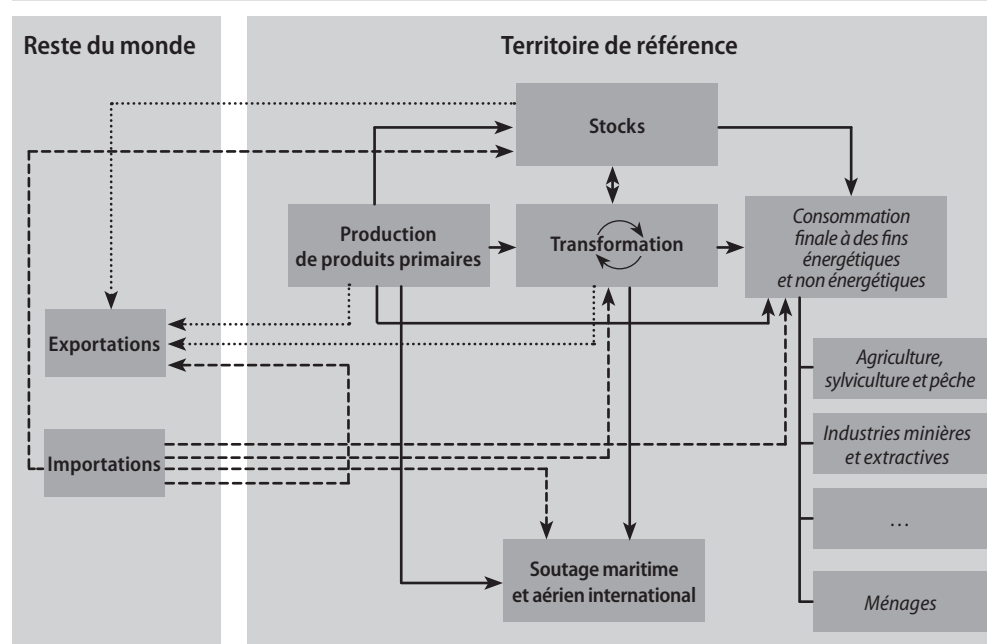 Reste du monde
Territoire de référence
Stocks
Production
de produits primaires
Transformation
Consommation
finale à des fins
énergétiques
et non énergétiques
Exportations
Agriculture,
sylviculture et pêche
Importations
Industries minières
et extractives
...
Soutage maritime
et aérien international
Ménages